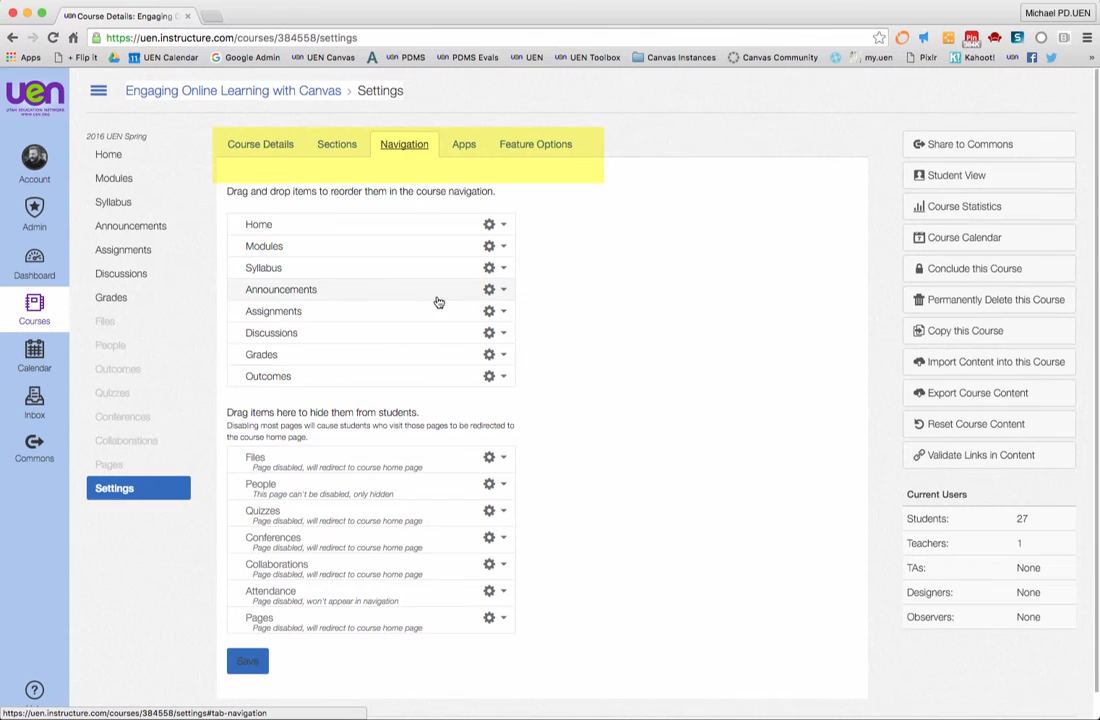 uen Course Details: Engaging C ×
Michael PD.UEN
https://uen.instructure.com/courses/384558/settings
Apps + Flip it 11 UEN Calendar Google Admin uen UEN Canvas A uen PDMS uen PDMS Evals uen UEN uen UEN Toolbox Canvas Instances Canvas Community my.uen Pixlr Kahoot! uen »
uen
UTAH EDUCATION NETWORK
WWW.UEN.ORG
Engaging Online Learning with Canvas > Settings
Account
Admin
Dashboard
Courses
Calendar
Inbox
Commons
?
2016 UEN Spring
Home
Modules
Syllabus
Announcements
Assignments
Discussions
Grades
Files
People
Outcomes
Quizzes
Conferences
Collaborations
Pages
Settings
Course Details Sections Navigation Apps Feature Options
Drag and drop items to reorder them in the course navigation.
Home
Modules
Syllabus
Announcements
Assignments
Discussions
Grades
Outcomes
Drag items here to hide them from students.
Disabling most pages will cause students who visit those pages to be redirected to
the course home page.
Files
Page disabled, will redirect to course home page
People
This page can't be disabled, only hidden
Quizzes
Page disabled, will redirect to course home page
Conferences
Page disabled, will redirect to course home page
Collaborations
Page disabled, will redirect to course home page
Attendance
Page disabled, won't appear in navigation
Pages
Page disabled, will redirect to course home page
Save
Share to Commons
Student View
Course Statistics
Course Calendar
Conclude this Course
Permanently Delete this Course
Copy this Course
Import Content into this Course
Export Course Content
Reset Course Content
Validate Links in Content
Current Users
Students: 27
Teachers: 1
TAs: None
Designers: None
Observers: None
https://uen.instructure.com/courses/384558/settings#tab-navigation